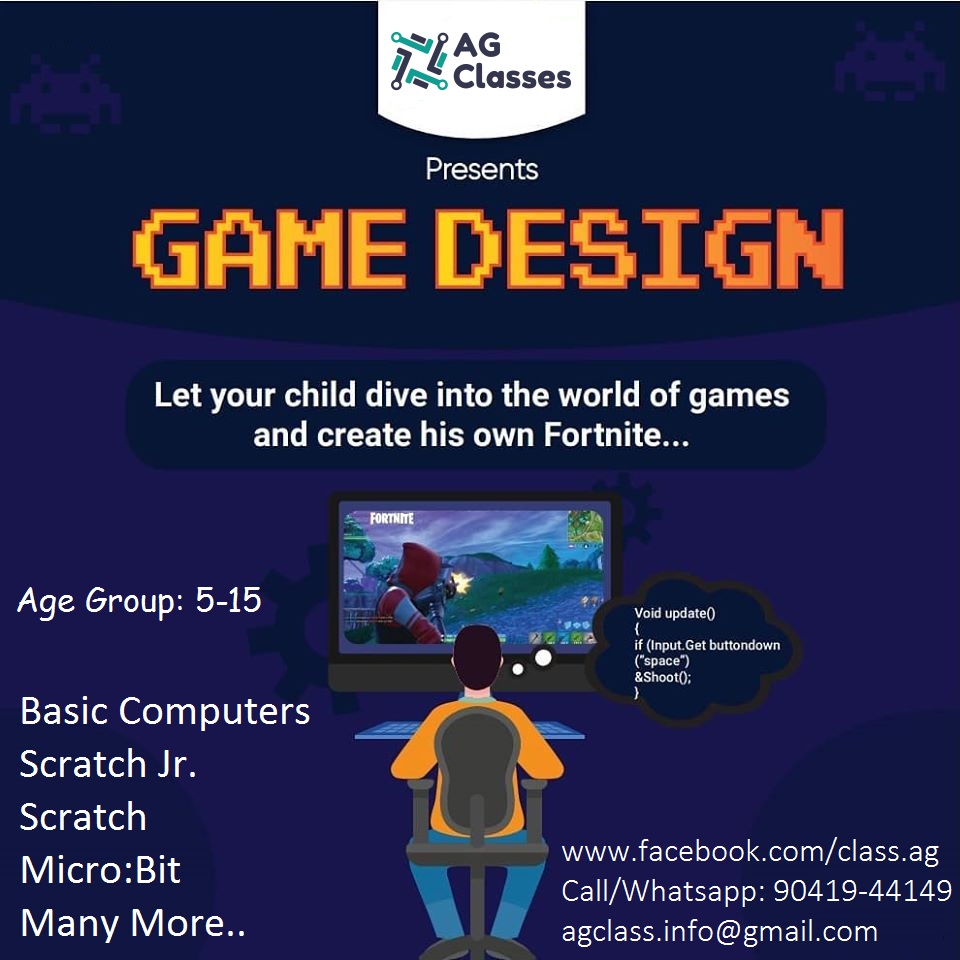 AG
Classes
Presents
GAME DESIGN
Let your child dive into the world of games
and create his own Fortnite...
FORTNITE
Age Group: 5-15
Void update()
{
if (Input.Get buttondown
("space")
&Shoot();
}
Basic Computers
Scratch Jr.
Scratch
Micro:Bit
Many More..
www.facebook.com/class.ag
Call/Whatsapp: 90419-44149
agclass.info@gmail.com